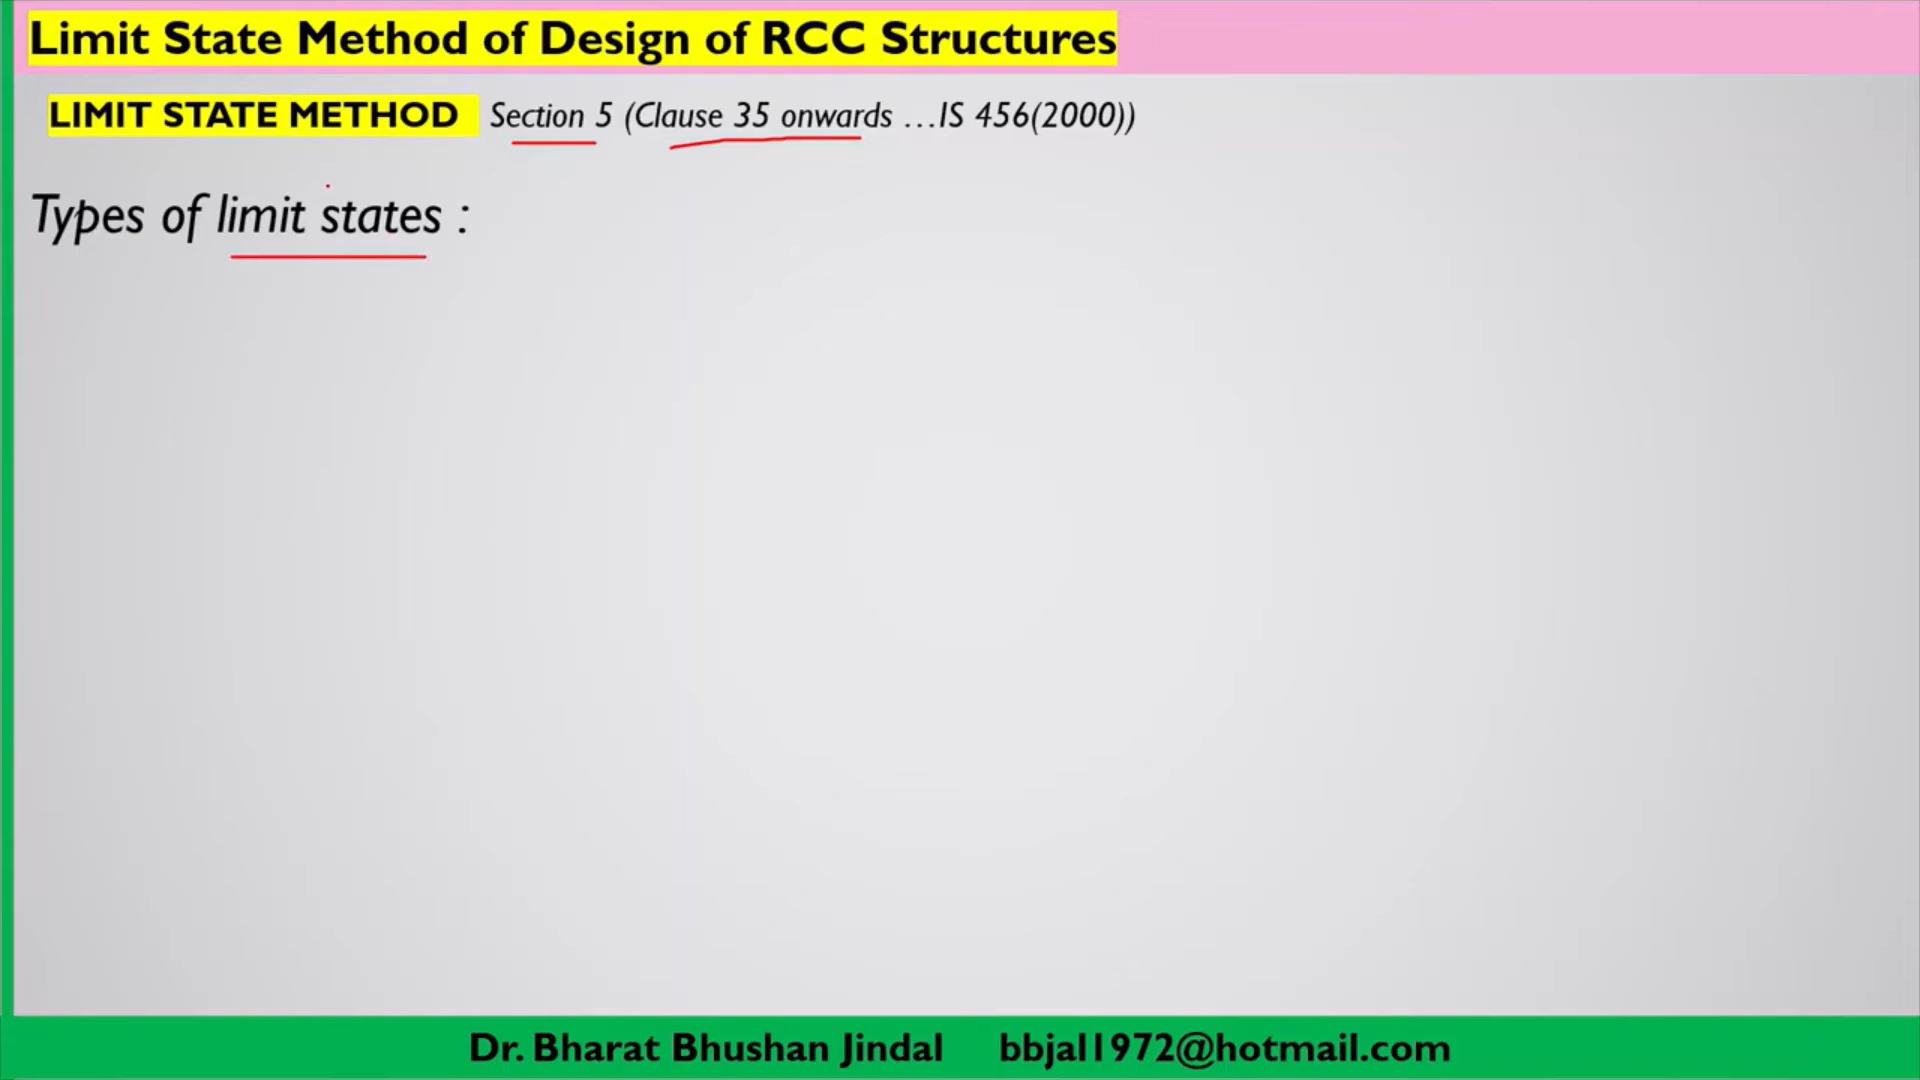 Limit State Method of Design of RCC Structures
LIMIT STATE METHOD Section 5 (Clause 35 onwards ...IS 456(2000))
Types of limit states :
Dr. Bharat Bhushan Jindal bbjal1972@hotmail.com